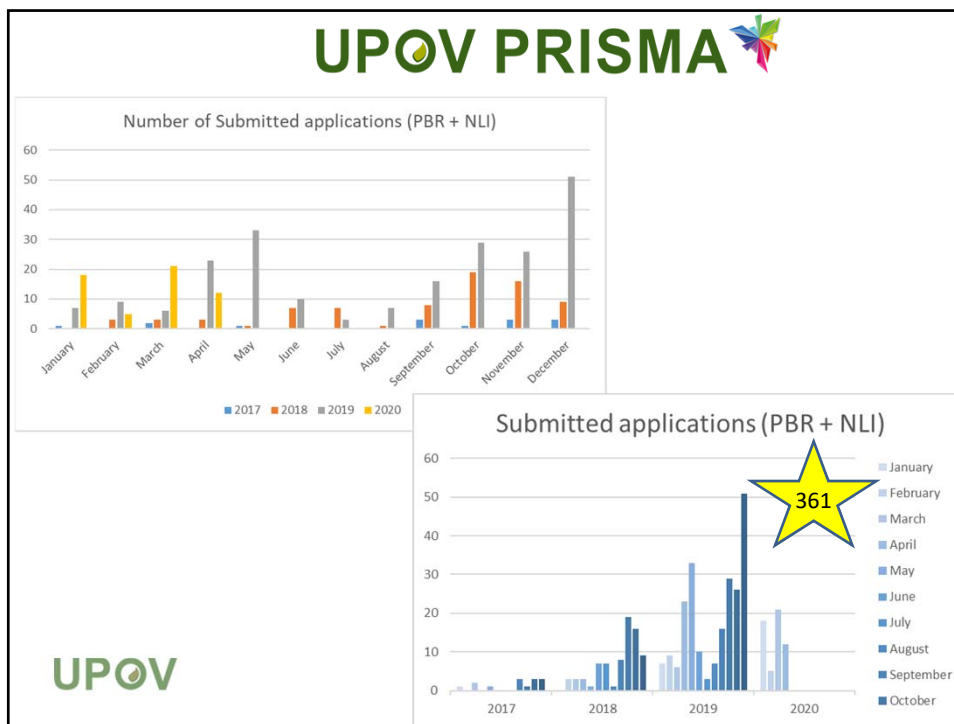 UPOV PRISMA
Number of Submitted applications (PBR + NLI)
60
50
40
30
20
10
0
January
February
March
April
May
June
July
August
September
October
November
December
2017 2018 2019 2020
Submitted applications (PBR + NLI)
60
50
40
30
20
10
0
2017 2018 2019 2020
361
January
February
March
April
May
June
July
August
September
October
UPOV